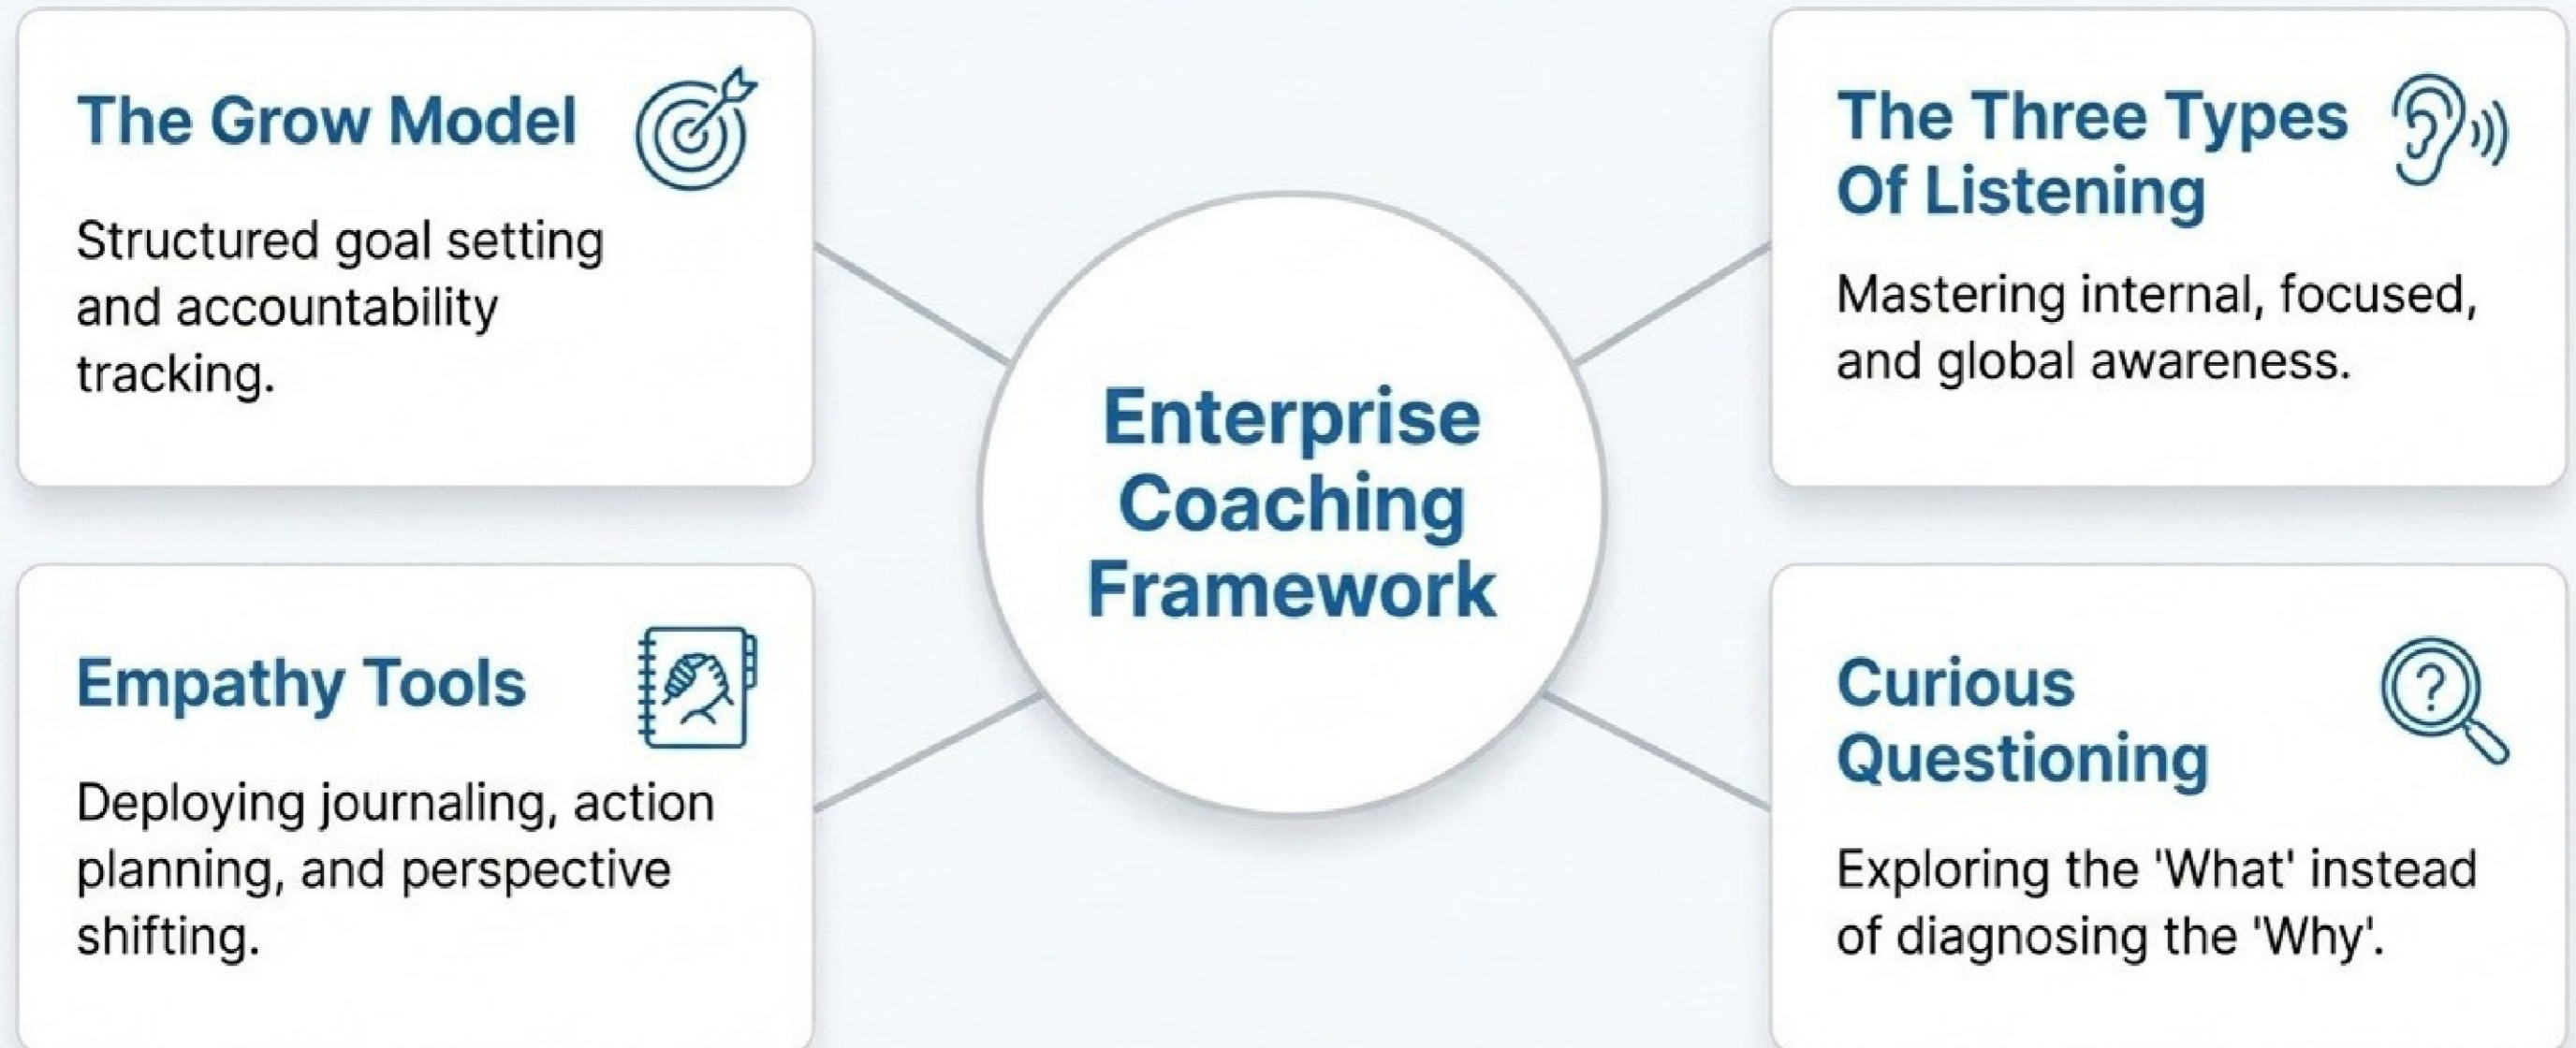 The Grow Model
Structured goal setting
and accountability
tracking.
The Three Types
Of Listening
Mastering internal, focused,
and global awareness.
Enterprise
Coaching
Framework
Empathy Tools
Deploying journaling, action
planning, and perspective
shifting.
Curious
Questioning
?
Exploring the 'What' instead
of diagnosing the 'Why'.